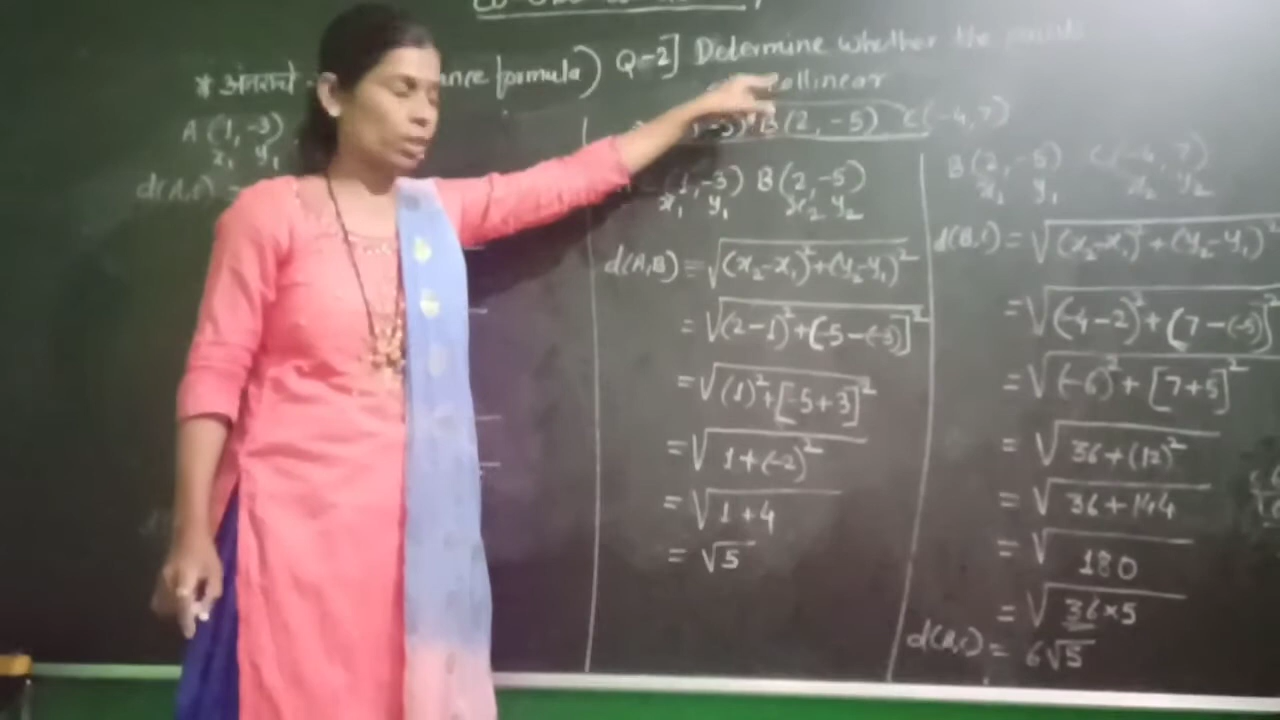 * अंतराचे formula) Q-2] Determine whether the points
collinear
A (1, -3)
x₁ y₁
B(2, -5) C(-4, 7)
1, -3) B(2, -5)
x₁ y₁ x₂ y₂
d(A,B) = √(x₂-x₁)²+(y₂-y₁)²
= √(2-1)²+[-5-(-3)]²
= √(1)²+[-5+3]²
= √1+(-2)²
= √1+4
= √5
B(2, -5) C(-4, 7)
x₁ y₁ x₂ y₂
d(B,C) = √(x₂-x₁)²+(y₂-y₁)²
= √(-4-2)²+(7-(-5)]²
= √(-6)²+[7+5]²
= √36+(12)²
= √36+144
= √180
= √36×5
= 6√5